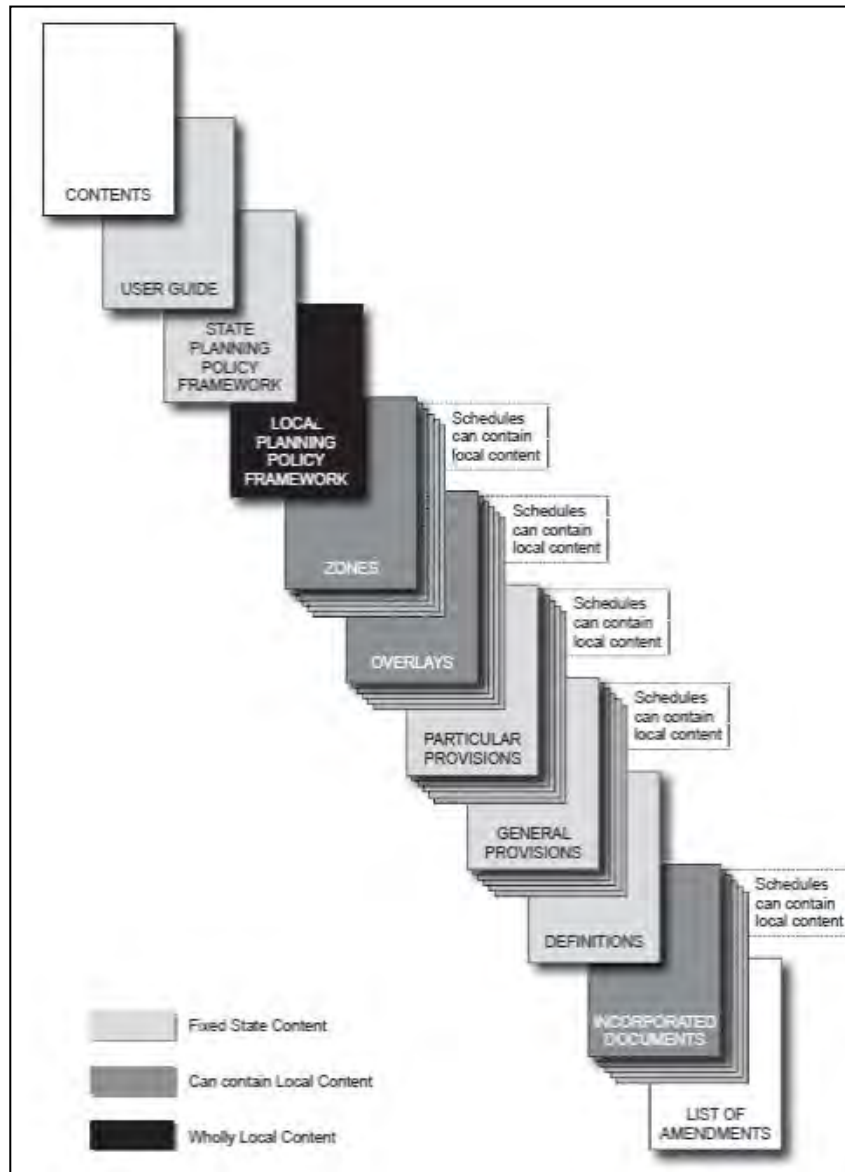 CONTENTS
USER GUIDE
STATE
PLANNING
POLICY
FRAMEWORK
LOCAL
PLANNING
POLICY
FRAMEWORK
Schedules
can contain
local content
ZONES
Schedules
can contain
local content
OVERLAYS
Schedules
can contain
local content
PARTICULAR
PROVISIONS
Schedules
can contain
local content
GENERAL
PROVISIONS
DEFINITIONS
Schedules
can contain
local content
INCORPORATED
DOCUMENTS
LIST OF
AMENDMENTS
Fixed State Content
Can contain Local Content
Wholly Local Content